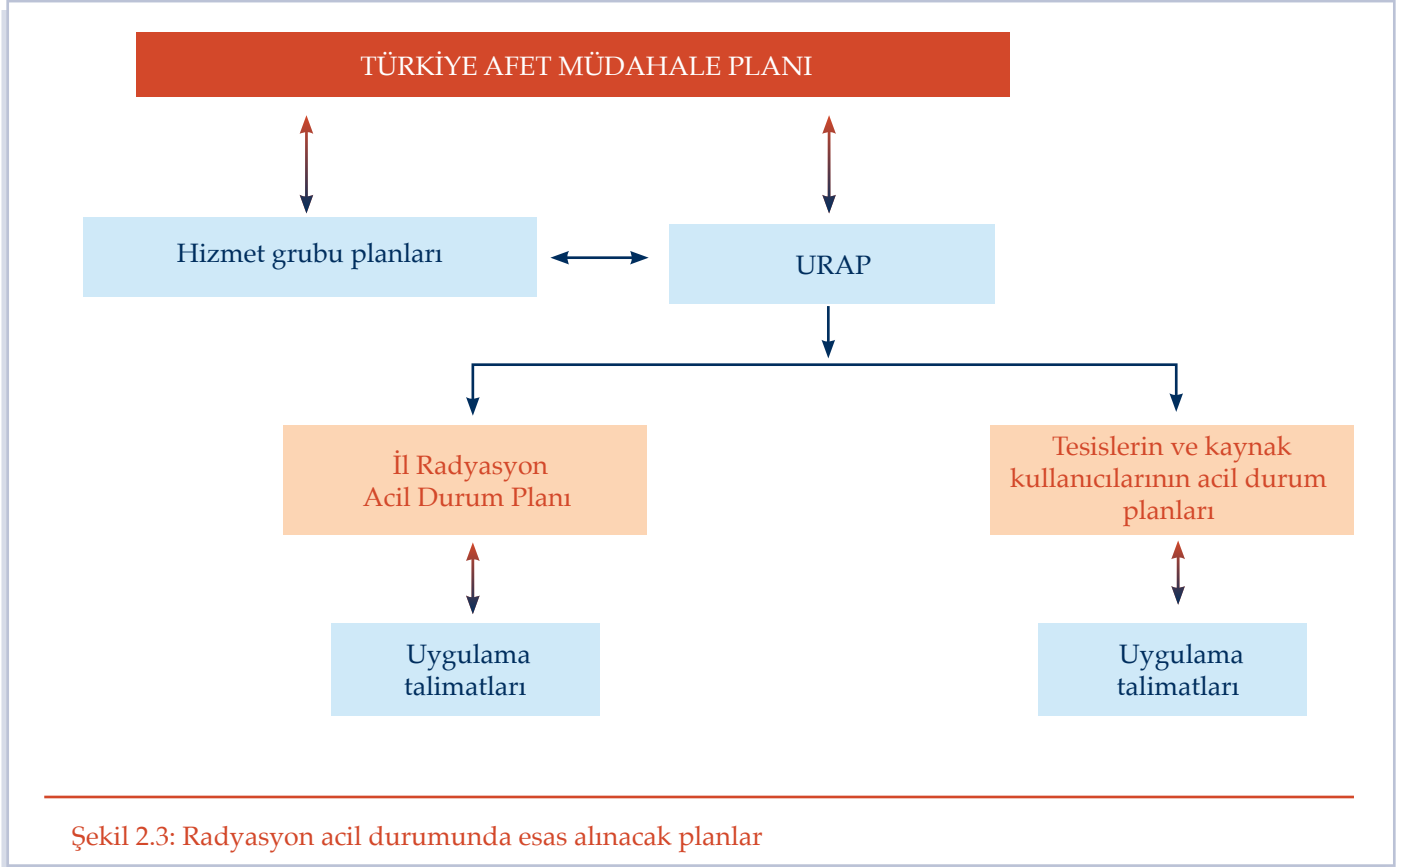 TÜRKİYE AFET MÜDAHALE PLANI
Hizmet grubu planları
URAP
İl Radyasyon
Acil Durum Planı
Tesislerin ve kaynak
kullanıcılarının acil durum
planları
Uygulama
talimatları
Uygulama
talimatları
Şekil 2.3: Radyasyon acil durumunda esas alınacak planlar